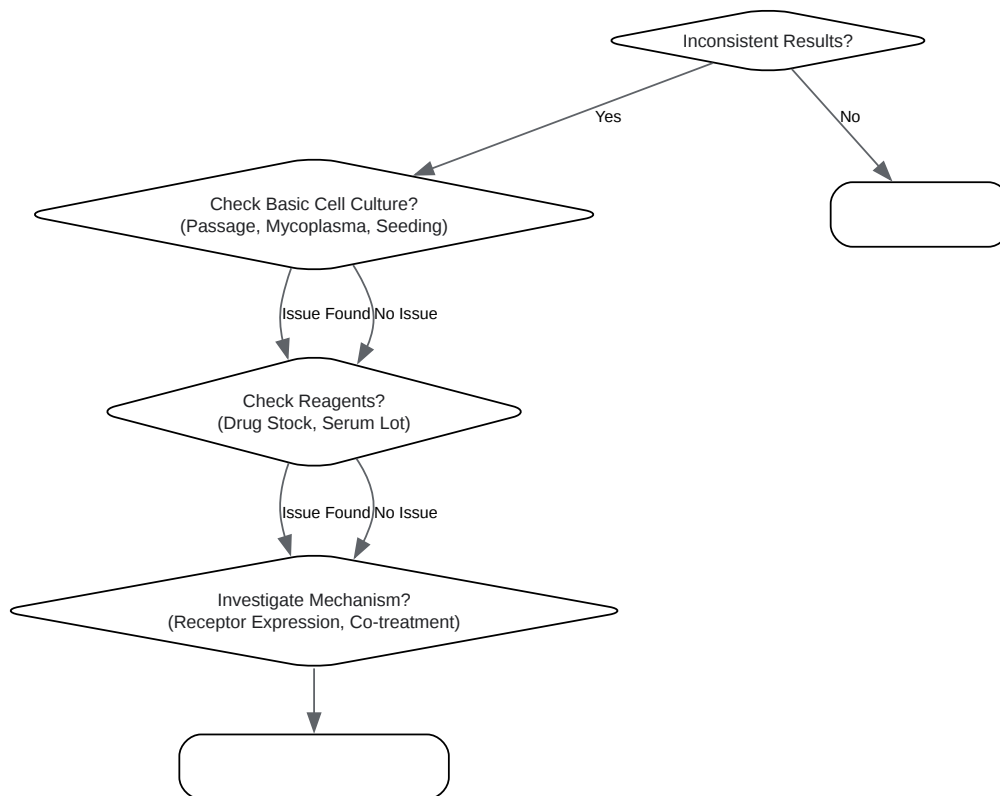 Inconsistent Results?
Yes
No
Check Basic Cell Culture?
(Passage, Mycoplasma, Seeding)
Issue Found
No Issue
Check Reagents?
(Drug Stock, Serum Lot)
Issue Found
No Issue
Investigate Mechanism?
(Receptor Expression, Co-treatment)